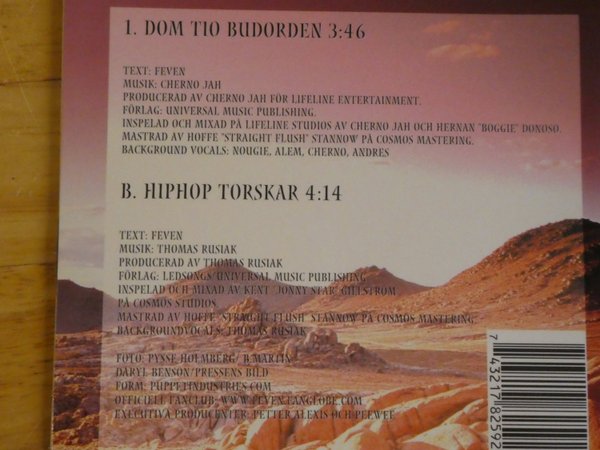 1. DOM TIO BUDORDEN 3:46
TEXT: FEVEN
MUSIK: CHERNO JAH
PRODUCERAD AV CHERNO JAH FÖR LIFELINE ENTERTAINMENT.
FÖRLAG: UNIVERSAL MUSIC PUBLISHING.
INSPELAD OCH MIXAD PÅ LIFELINE STUDIOS AV CHERNO JAH OCH HERNAN "BOGGIE" DONOSO.
MASTRAD AV HOFFE "STRAIGHT FLUSH" STANNOW PÅ COSMOS MASTERING.
BACKGROUND VOCALS: NOUGIE, ALEM, CHERNO, ANDRES
B. HIPHOP TORSKAR 4:14
TEXT: FEVEN
MUSIK: THOMAS RUSIAK
PRODUCERAD AV THOMAS RUSIAK
FÖRLAG: LEDSONGS/UNIVERSAL MUSIC PUBLISHING
INSPELAD OCH MIXAD AV KENT "JONNY STAR" GILLSTRÖM
PÅ COSMOS STUDIOS.
MASTRAD AV HOFFE "STRAIGHT FLUSH" STANNOW PÅ COSMOS MASTERING.
BACKGROUNDVOCALS: THOMAS RUSIAK
FOTO: PYSSE HOLMBERG/ B.MARTIN
DARYL BENSON/PRESSENS BILD
FORM: PUPPETINDUSTRIES.COM
OFFICIELL FANCLUB: WWW.FEVEN.FANGLOBE.COM
EXECUTIVA PRODUCENTER: PETTER ALEXIS OCH PEEWEE
7 43217 82592